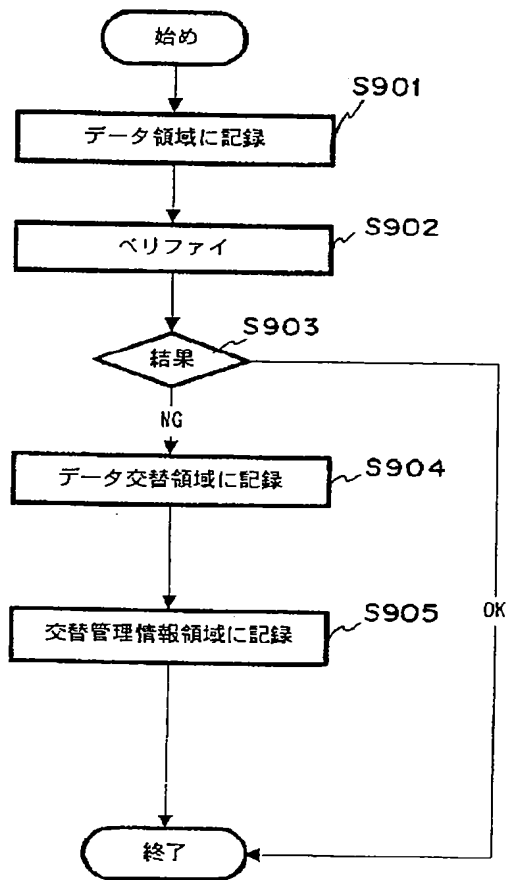 始め
S901
データ領域に記録
S902
ベリファイ
S903
結果
NG
S904
データ交替領域に記録
S905
交替管理情報領域に記録
OK
終了